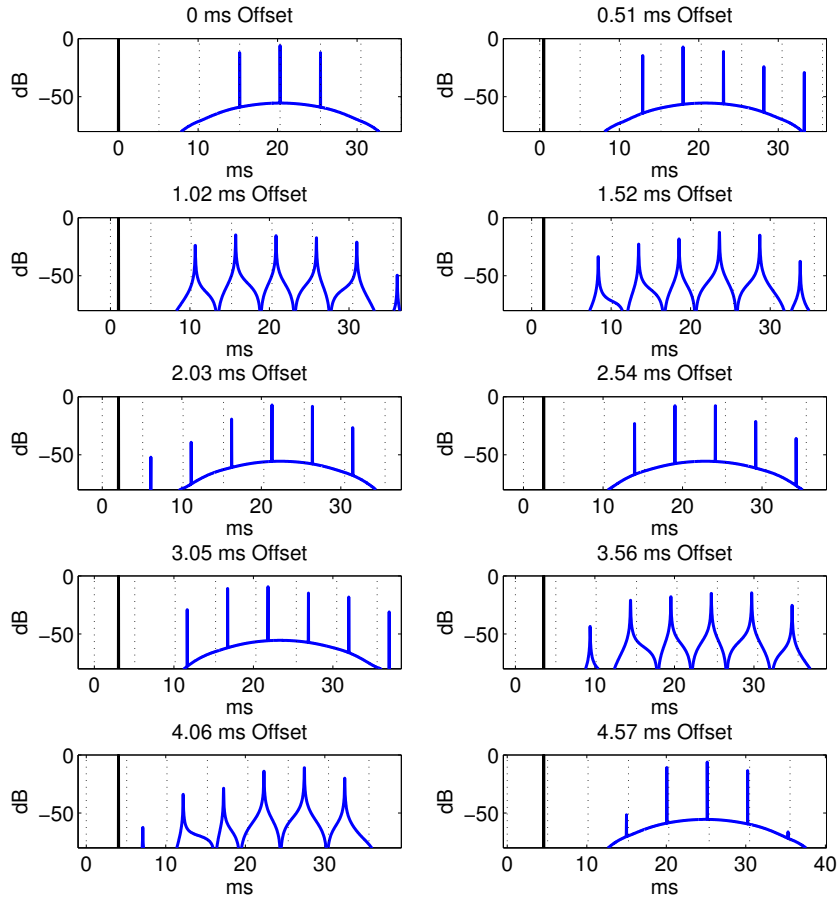 0 ms Offset
0
−50
dB
0 10 20 30
ms
0.51 ms Offset
0
−50
dB
0 10 20 30
ms
1.02 ms Offset
0
−50
dB
0 10 20 30
ms
1.52 ms Offset
0
−50
dB
0 10 20 30
ms
2.03 ms Offset
0
−50
dB
0 10 20 30
ms
2.54 ms Offset
0
−50
dB
0 10 20 30
ms
3.05 ms Offset
0
−50
dB
0 10 20 30
ms
3.56 ms Offset
0
−50
dB
0 10 20 30
ms
4.06 ms Offset
0
−50
dB
0 10 20 30
ms
4.57 ms Offset
0
−50
dB
0 10 20 30 40
ms